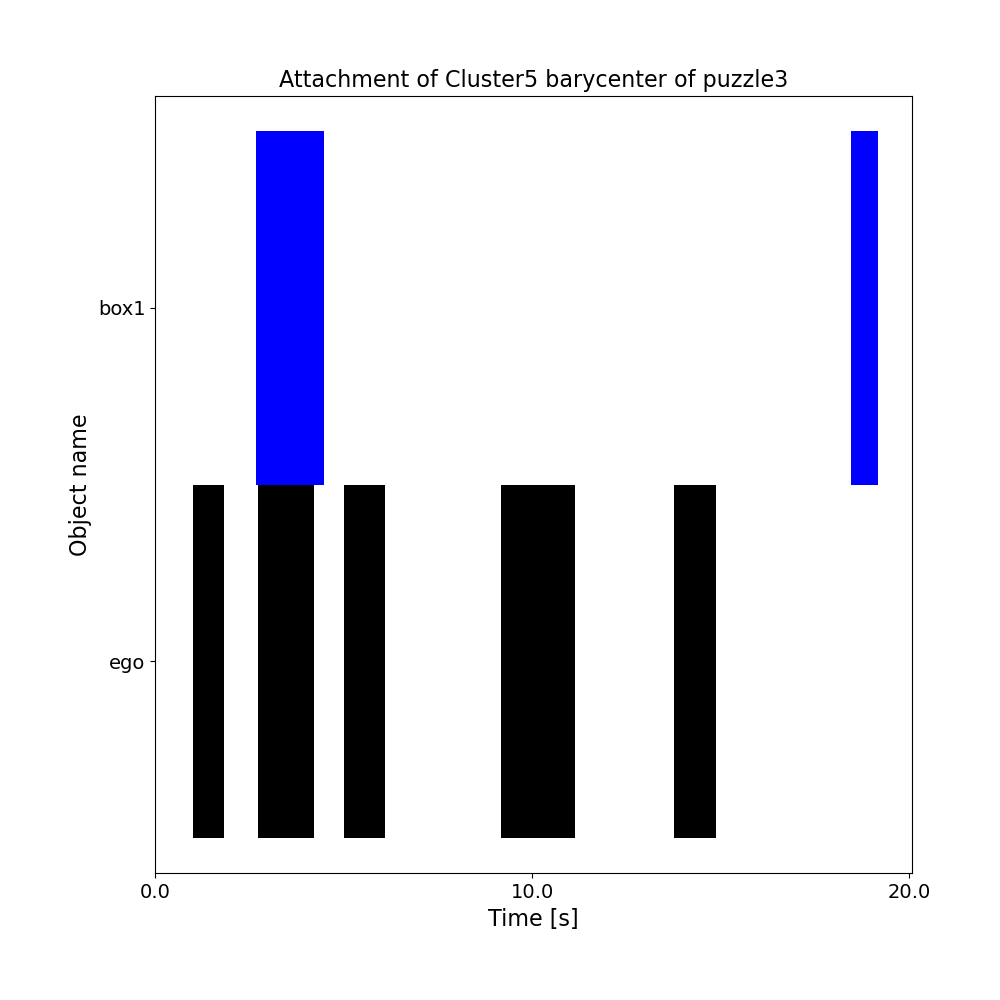 Attachment of Cluster5 barycenter of puzzle3
box1
ego
Object name
0.0 10.0 20.0
Time [s]